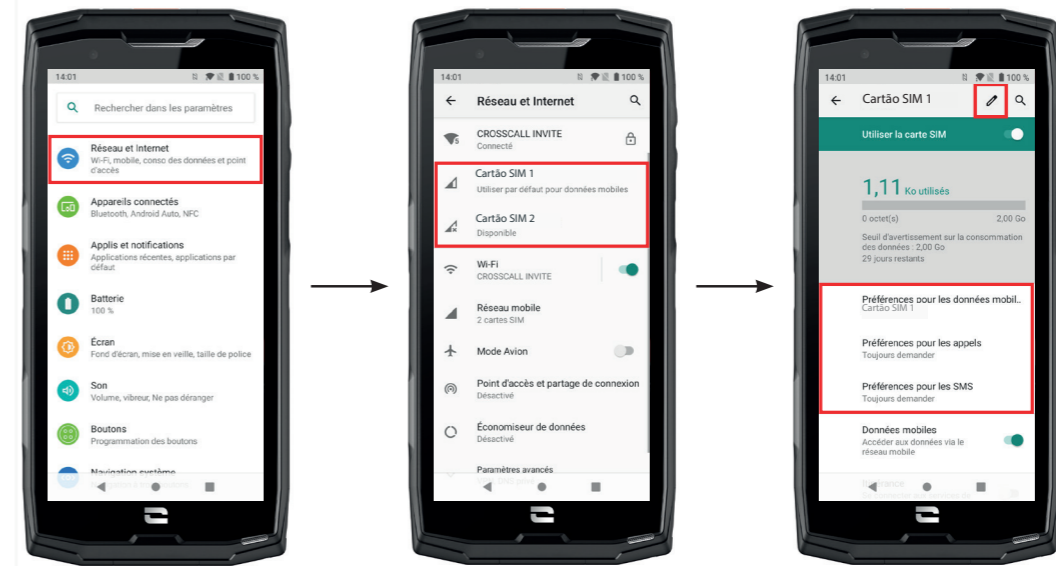 14:01
100 %
Rechercher dans les paramètres
Réseau et Internet
Wi-Fi, mobile, conso des données et point
d'accès
Appareils connectés
Bluetooth, Android Auto, NFC
Applis et notifications
Applications récentes, applications par
défaut
Batterie
100 %
Écran
Fond d'écran, mise en veille, taille de police
Son
Volume, vibreur, Ne pas déranger
Boutons
Programmation des boutons
Navigation système
14:01
100 %
Réseau et Internet
CROSSCALL INVITE
Connecté
Cartão SIM 1
Utiliser par défaut pour données mobiles
Cartão SIM 2
Disponible
Wi-Fi
CROSSCALL INVITE
Réseau mobile
2 cartes SIM
Mode Avion
Point d'accès et partage de connexion
Désactivé
Économiseur de données
Désactivé
Paramètres avancés
14:01
100 %
Cartão SIM 1
Utiliser la carte SIM
1,11 Ko utilisés
0 octet(s) 2,00 Go
Seuil d'avertissement sur la consommation
des données : 2,00 Go
29 jours restants
Préférences pour les données mobil..
Cartão SIM 1
Préférences pour les appels
Toujours demander
Préférences pour les SMS
Toujours demander
Données mobiles
Accéder aux données via le
réseau mobile